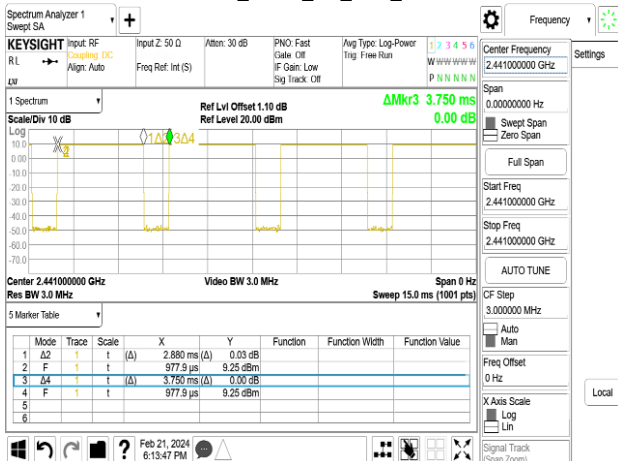 Spectrum Analyzer 1
Swept SA
Frequency
KEYSIGHT
RL
Input: RF
Coupling: DC
Align: Auto
Input Z: 50 Ω
Freq Ref: Int (S)
Atten: 30 dB
PNO: Fast
Gate: Off
IF Gain: Low
Sig Track: Off
Avg Type: Log-Power
Trig: Free Run
1 2 3 4 5 6
W W W W W W
P N N N N N
1 Spectrum
Scale/Div 10 dB
Ref Lvl Offset 1.10 dB
Ref Level 20.00 dBm
ΔMkr3 3.750 ms
0.00 dB
Log
10.0
0.00
-10.0
-20.0
-30.0
-40.0
-50.0
-60.0
-70.0
1Δ2 3Δ4
Center 2.441000000 GHz
Res BW 3.0 MHz
Video BW 3.0 MHz
Span 0 Hz
Sweep 15.0 ms (1001 pts)
5 Marker Table
Mode Trace Scale X Y Function Function Width Function Value
1 Δ2 1 t (Δ) 2.880 ms (Δ) 0.03 dB
2 F 1 t 977.9 µs 9.25 dBm
3 Δ4 1 t (Δ) 3.750 ms (Δ) 0.00 dB
4 F 1 t 977.9 µs 9.25 dBm
5
6
?
Feb 21, 2024
6:13:47 PM
Center Frequency
2.441000000 GHz
Span
0.00000000 Hz
Swept Span
Zero Span
Full Span
Start Freq
2.441000000 GHz
Stop Freq
2.441000000 GHz
AUTO TUNE
CF Step
3.000000 MHz
Auto
Man
Freq Offset
0 Hz
X Axis Scale
Log
Lin
Signal Track
(Span Zoom)
Settings
Local